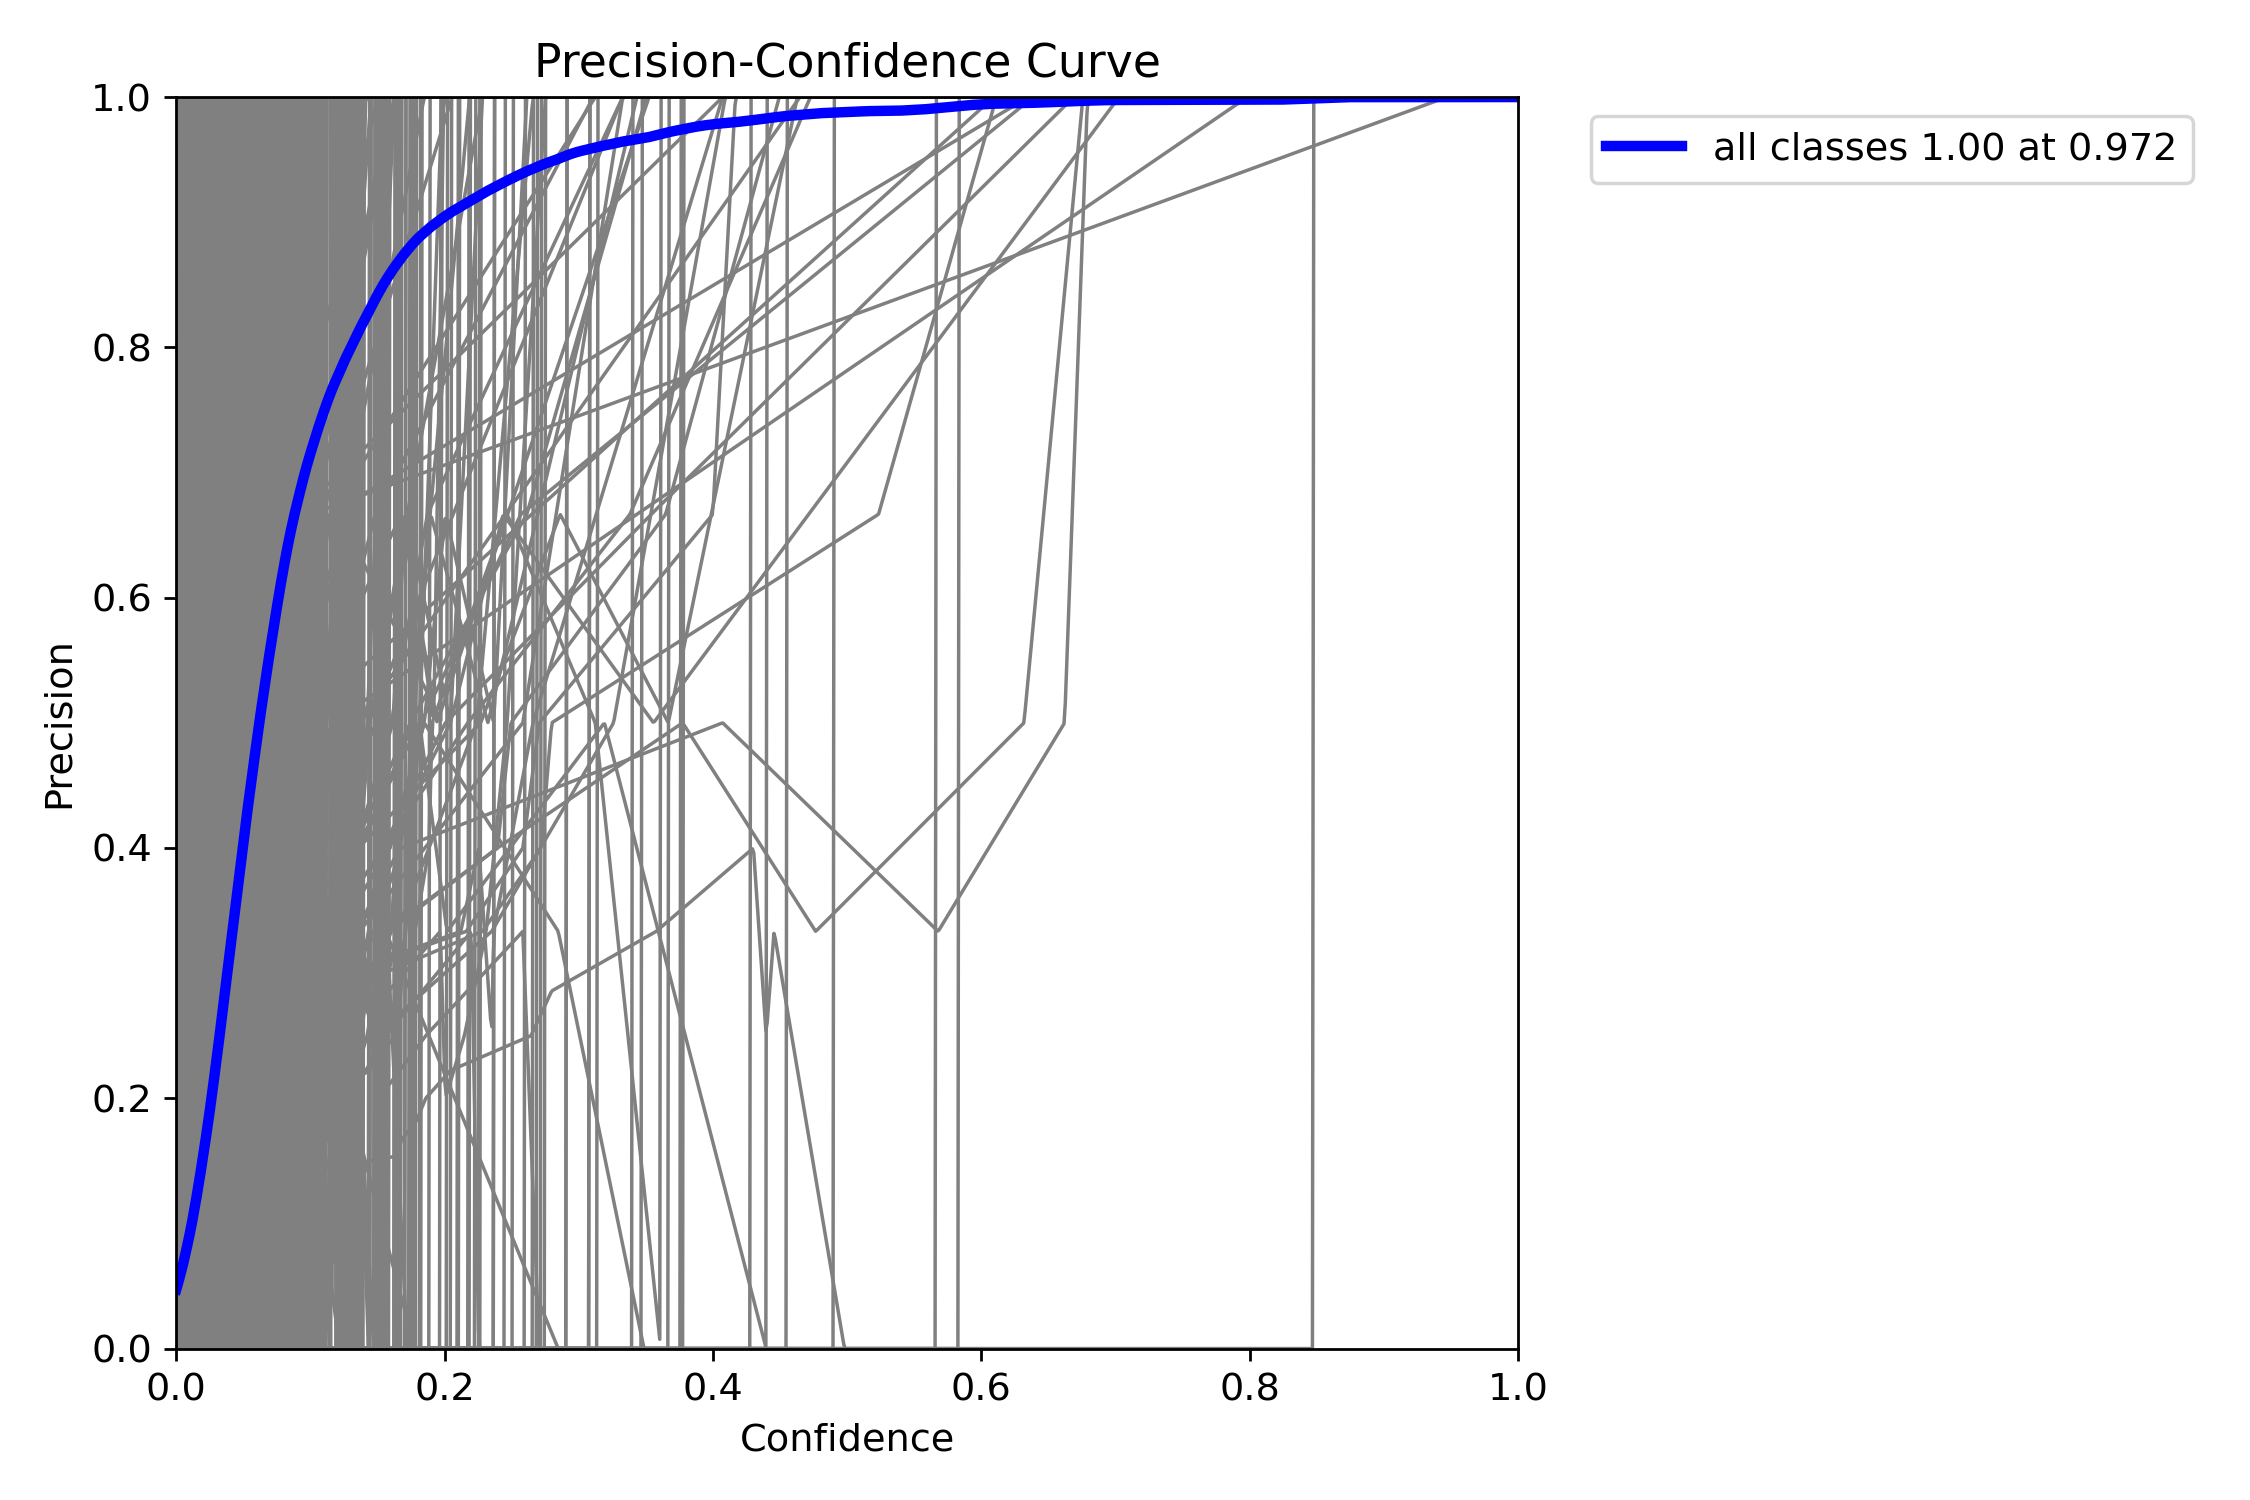 Precision-Confidence Curve
all classes 1.00 at 0.972
Precision
1.0
0.8
0.6
0.4
0.2
0.0
0.0 0.2 0.4 0.6 0.8 1.0
Confidence